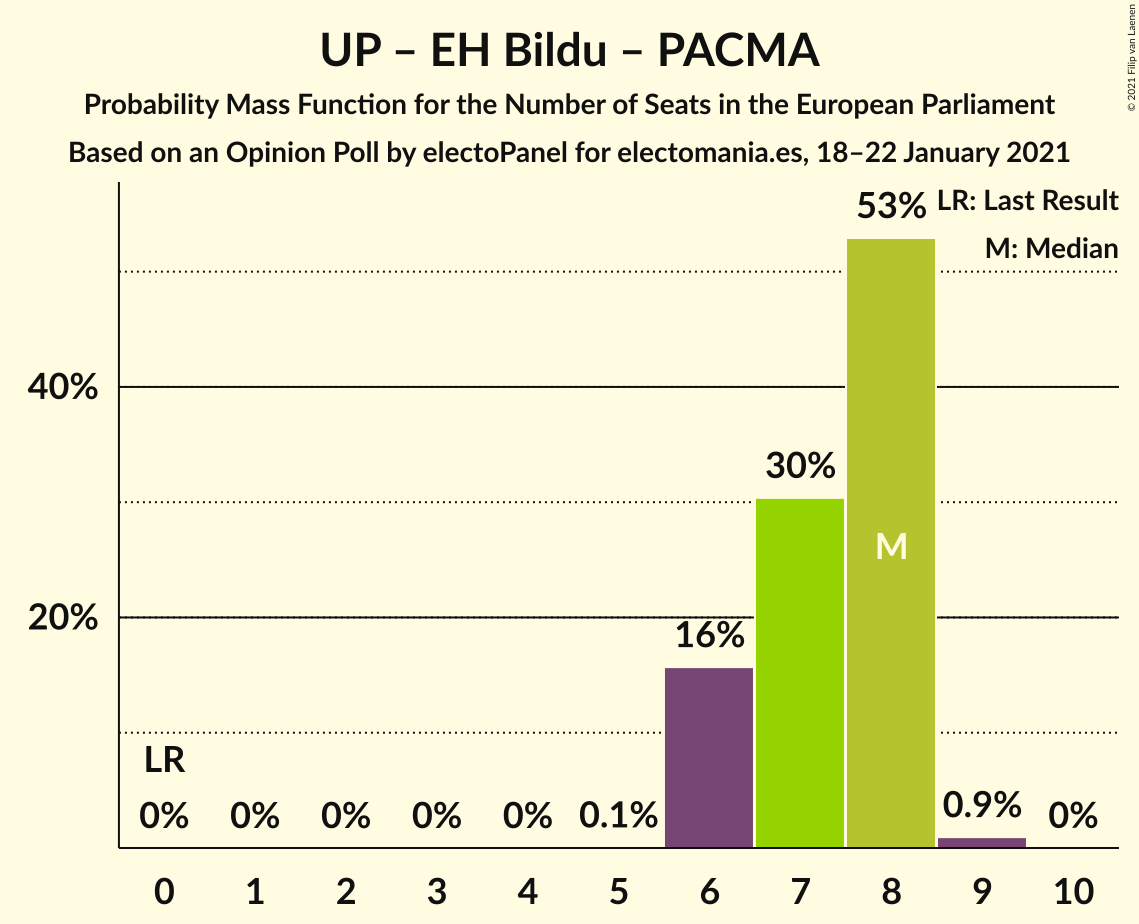 UP – EH Bildu – PACMA
Probability Mass Function for the Number of Seats in the European Parliament
Based on an Opinion Poll by electoPanel for electomania.es, 18–22 January 2021
© 2021 Filip van Laenen
LR: Last Result
M: Median
40%
20%
LR
0%
0%
0%
0%
0%
0.1%
16%
30%
53%
M
0.9%
0%
0 1 2 3 4 5 6 7 8 9 10